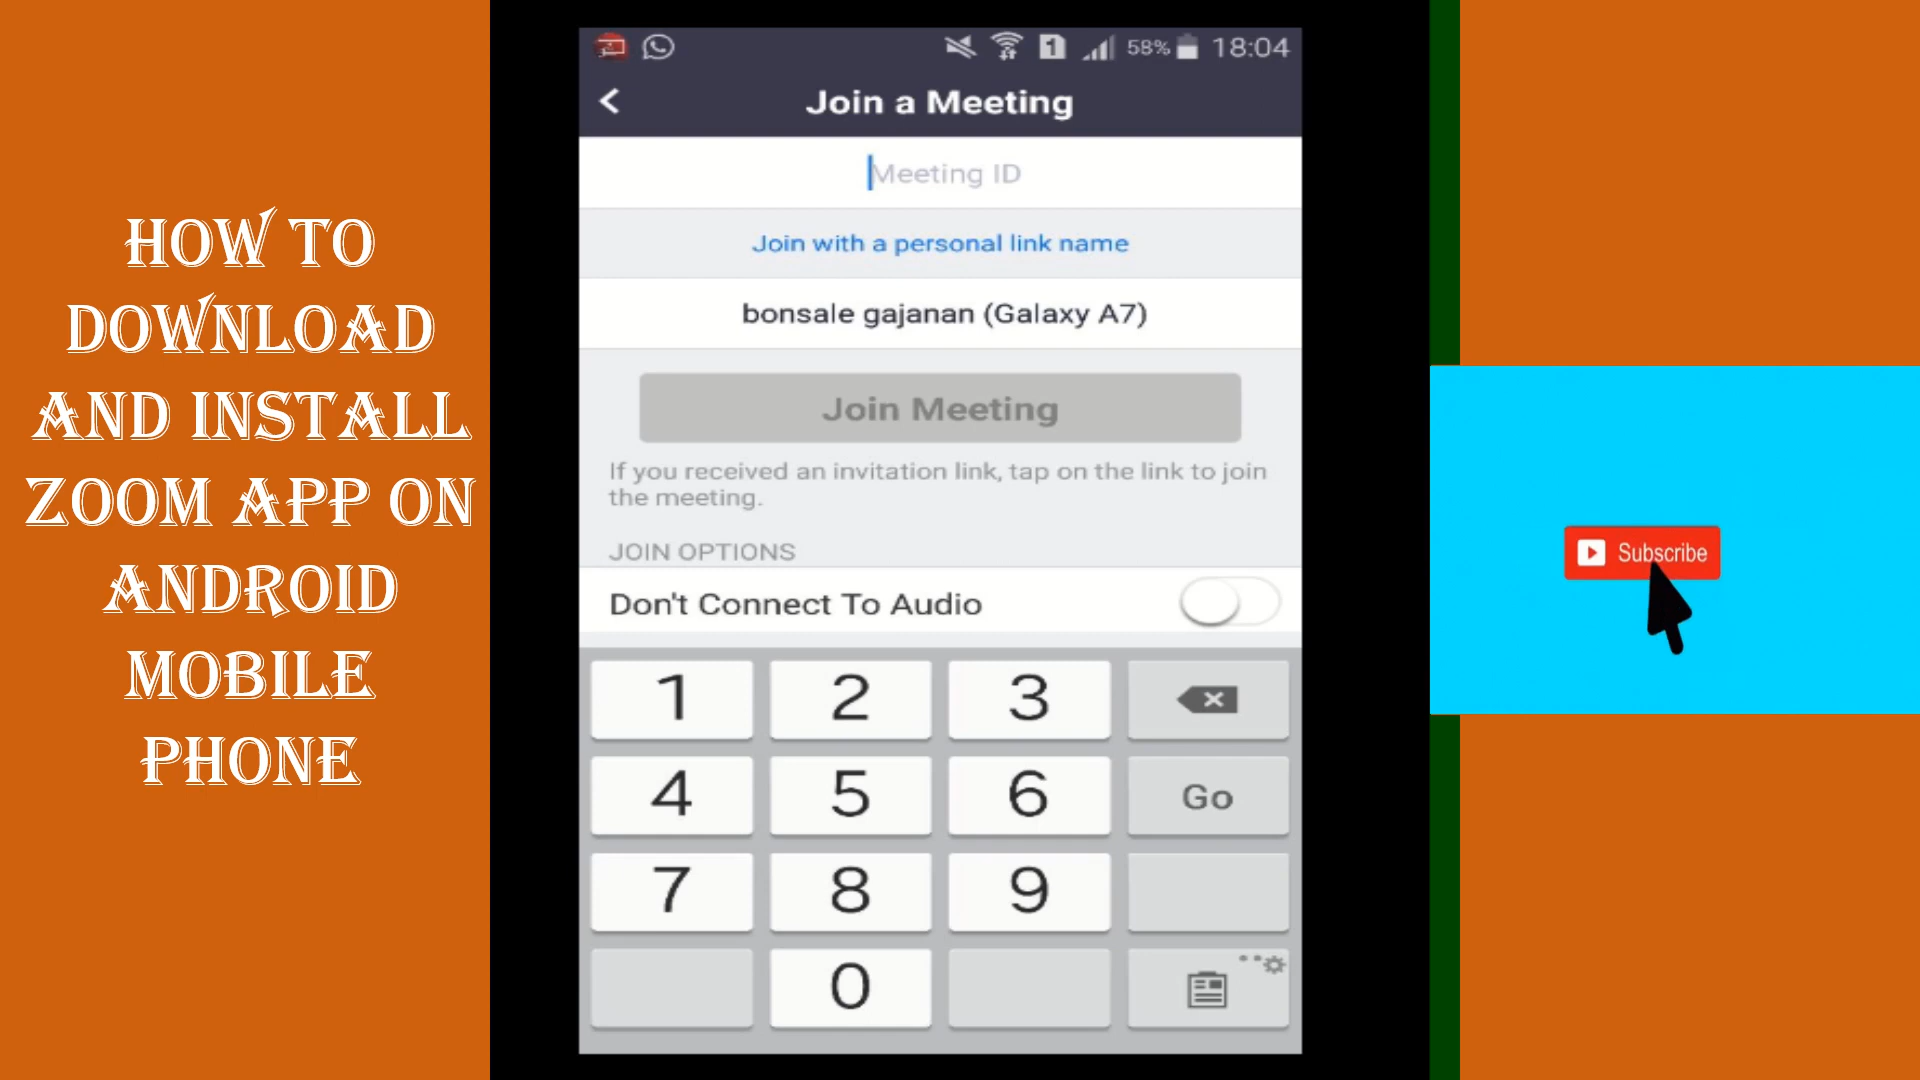 HOW TO
DOWNLOAD
AND INSTALL
ZOOM APP ON
ANDROID
MOBILE
PHONE
1 58% 18:04
Join a Meeting
Meeting ID
Join with a personal link name
bonsale gajanan (Galaxy A7)
Join Meeting
If you received an invitation link, tap on the link to join
the meeting.
JOIN OPTIONS
Don't Connect To Audio
1 2 3
4 5 6 Go
7 8 9
0
Subscribe